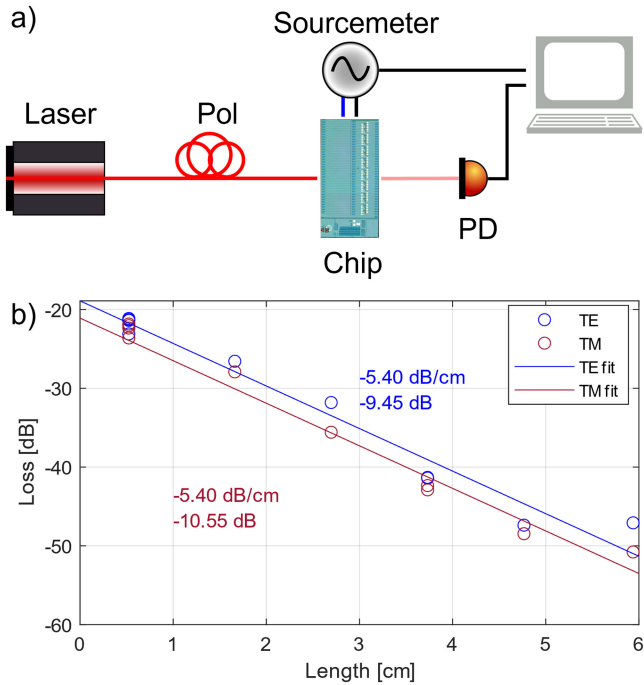 a)
Sourcemeter
Laser
Pol
PD
Chip
b)
-20
-30
-40
-50
-60
Loss [dB]
TE
TM
TE fit
TM fit
-5.40 dB/cm
-9.45 dB
-5.40 dB/cm
-10.55 dB
0
1
2
3
4
5
6
Length [cm]